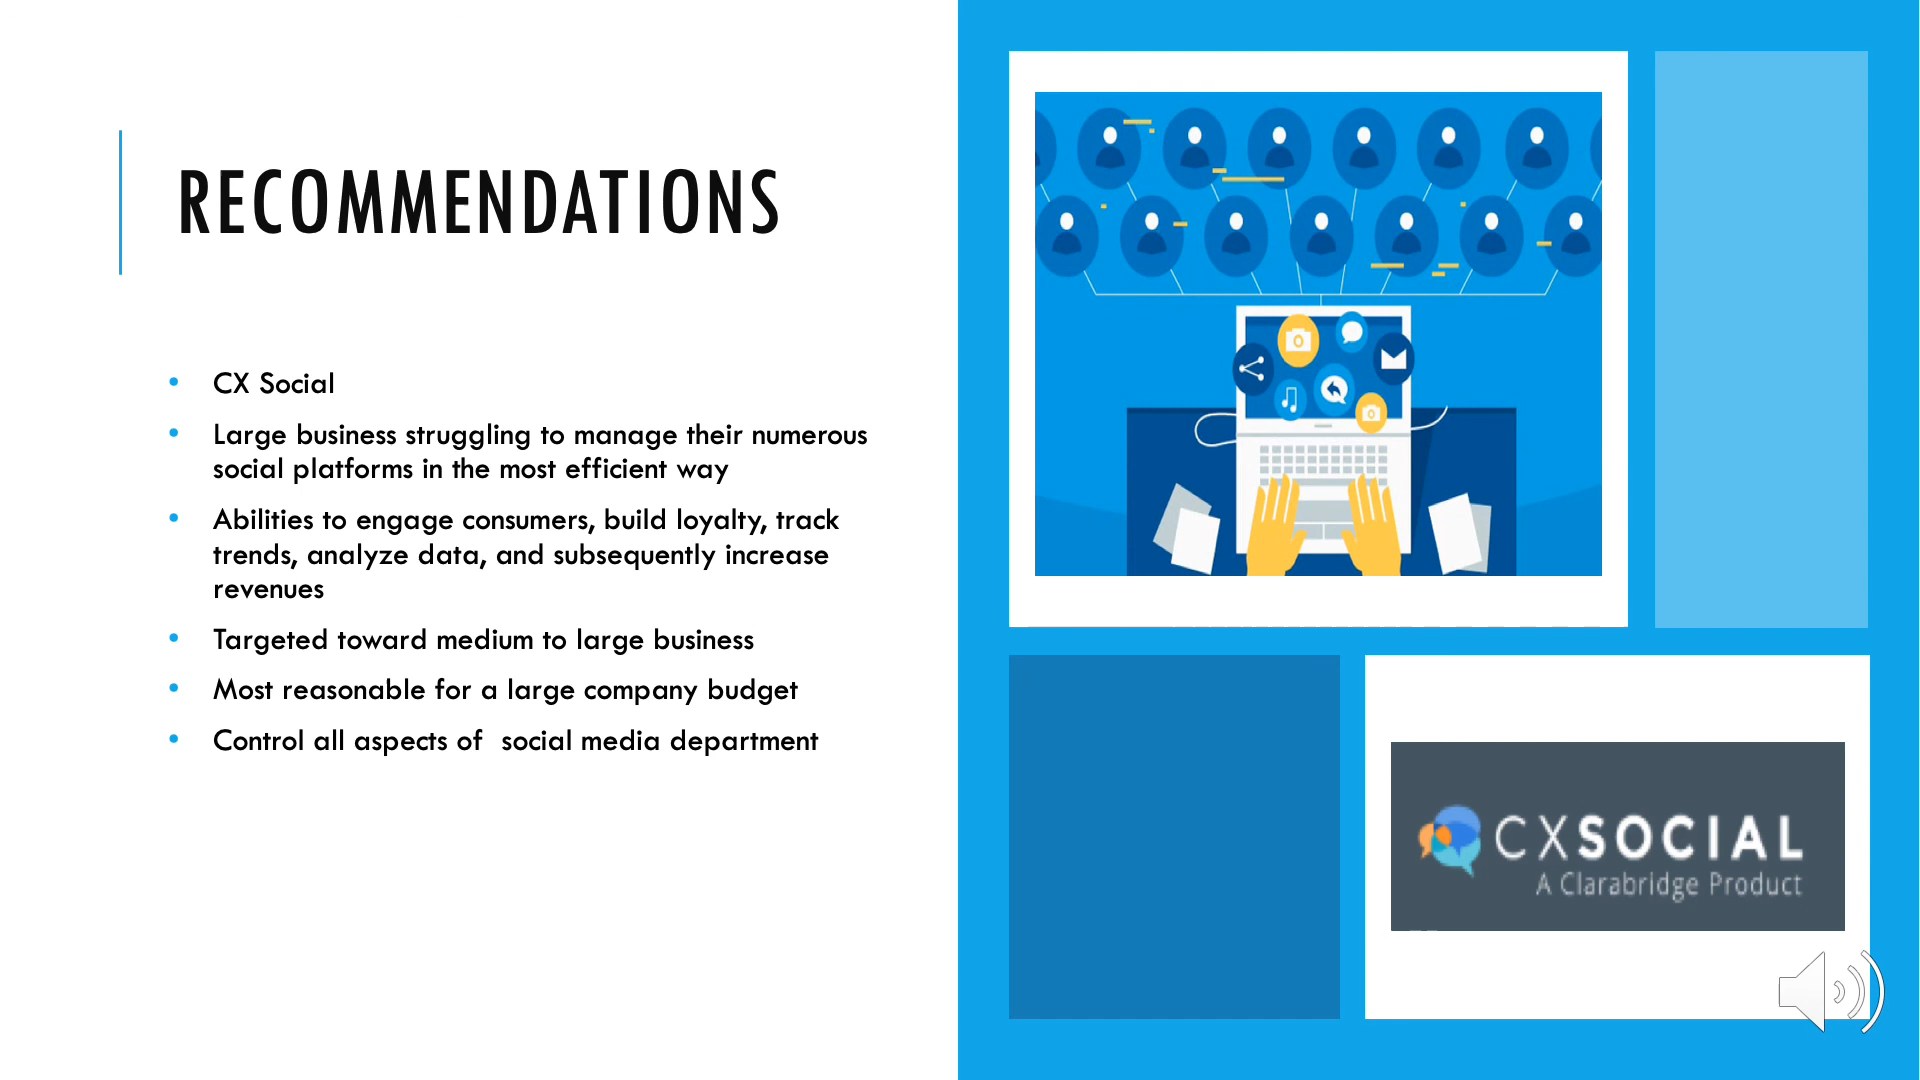 RECOMMENDATIONS
• CX Social
• Large business struggling to manage their numerous
social platforms in the most efficient way
• Abilities to engage consumers, build loyalty, track
trends, analyze data, and subsequently increase
revenues
• Targeted toward medium to large business
• Most reasonable for a large company budget
• Control all aspects of  social media department
CXSOCIAL
A Clarabridge Product